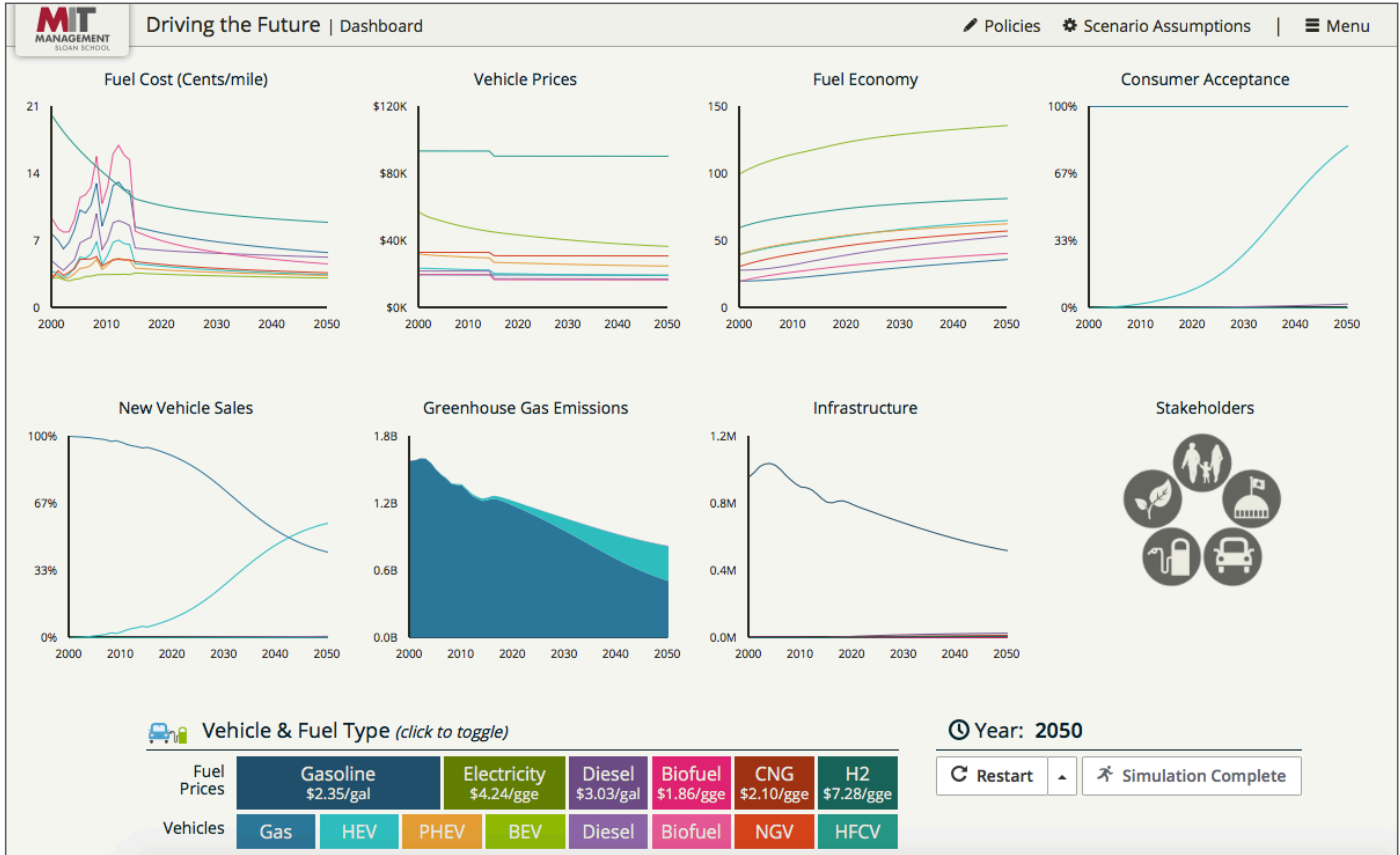 MIT
MANAGEMENT
SLOAN SCHOOL
Driving the Future | Dashboard
Policies
Scenario Assumptions
|
Menu
Fuel Cost (Cents/mile)
21
14
7
0
2000 2010 2020 2030 2040 2050
Vehicle Prices
$120K
$80K
$40K
$0K
2000 2010 2020 2030 2040 2050
Fuel Economy
150
100
50
0
2000 2010 2020 2030 2040 2050
Consumer Acceptance
100%
67%
33%
0%
2000 2010 2020 2030 2040 2050
New Vehicle Sales
100%
67%
33%
0%
2000 2010 2020 2030 2040 2050
Greenhouse Gas Emissions
1.8B
1.2B
0.6B
0.0B
2000 2010 2020 2030 2040 2050
Infrastructure
1.2M
0.8M
0.4M
0.0M
2000 2010 2020 2030 2040 2050
Stakeholders
Vehicle & Fuel Type (click to toggle)
Fuel
Prices
Gasoline
$2.35/gal
Electricity
$4.24/gge
Diesel
$3.03/gal
Biofuel
$1.86/gge
CNG
$2.10/gge
H2
$7.28/gge
Vehicles
Gas
HEV
PHEV
BEV
Diesel
Biofuel
NGV
HFCV
Year: 2050
Restart
Simulation Complete